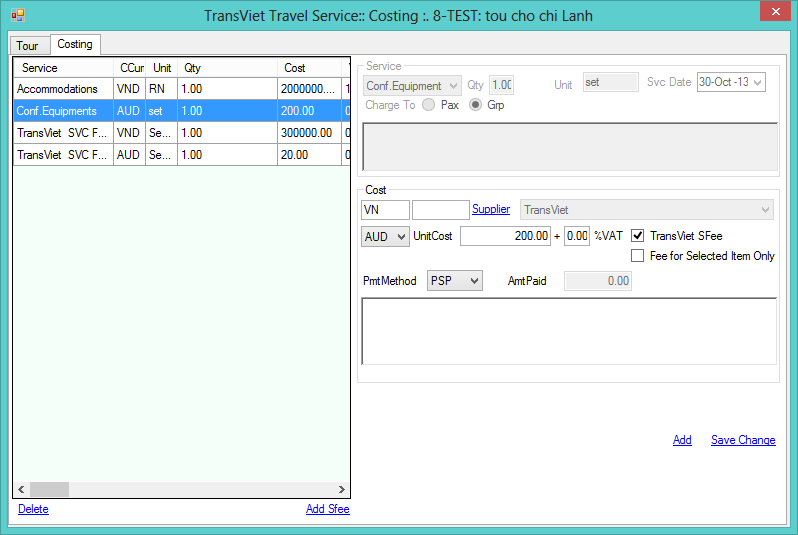 TransViet Travel Service:: Costing :. 8-TEST: tou cho chi Lanh
Tour Costing
Service CCur Unit Qty Cost
Accommodations VND RN 1.00 2000000.... 1
Conf.Equipments AUD set 1.00 200.00 0
TransViet SVC F... VND Se... 1.00 300000.00 0
TransViet SVC F... AUD Se... 1.00 20.00 0
Delete Add Sfee
Service
Conf.Equipment Qty 1.00 Unit set Svc Date 30-Oct -13
Charge To Pax Grp
Cost
VN Supplier TransViet
AUD UnitCost 200.00 + 0.00 %VAT TransViet SFee
Fee for Selected Item Only
PmtMethod PSP AmtPaid 0.00
Add Save Change